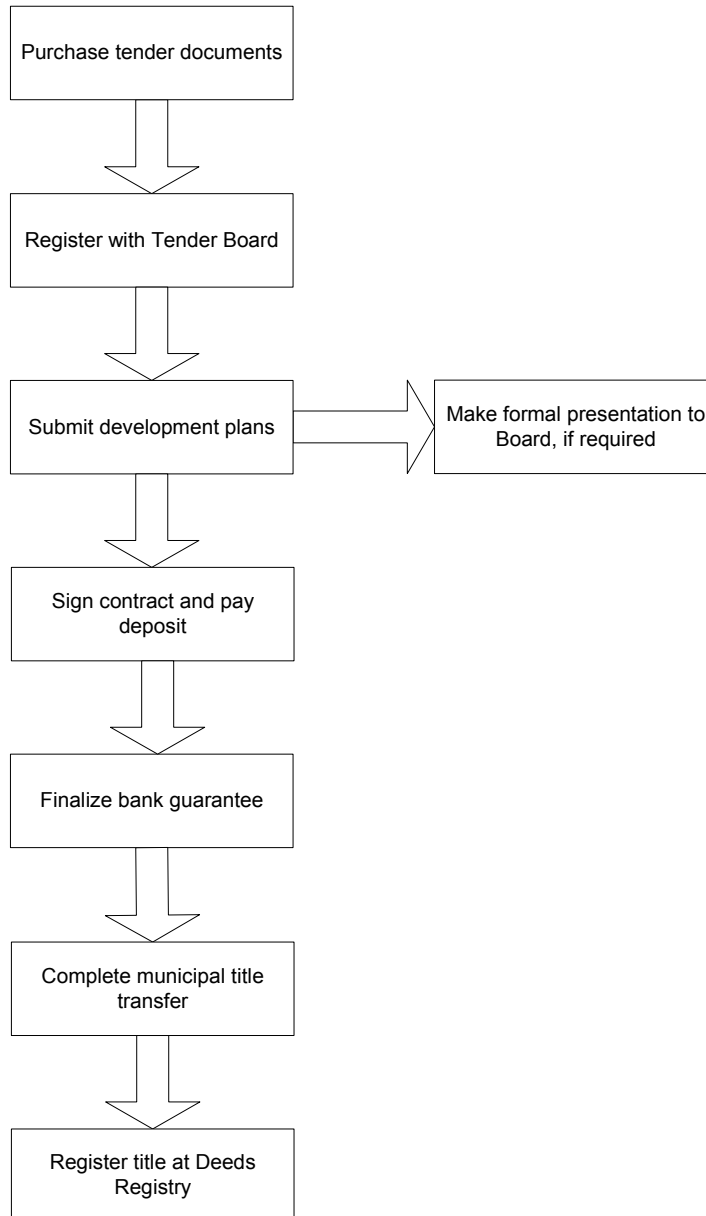 Purchase tender documents
Register with Tender Board
Submit development plans
Make formal presentation to
Board, if required
Sign contract and pay
deposit
Finalize bank guarantee
Complete municipal title
transfer
Register title at Deeds
Registry